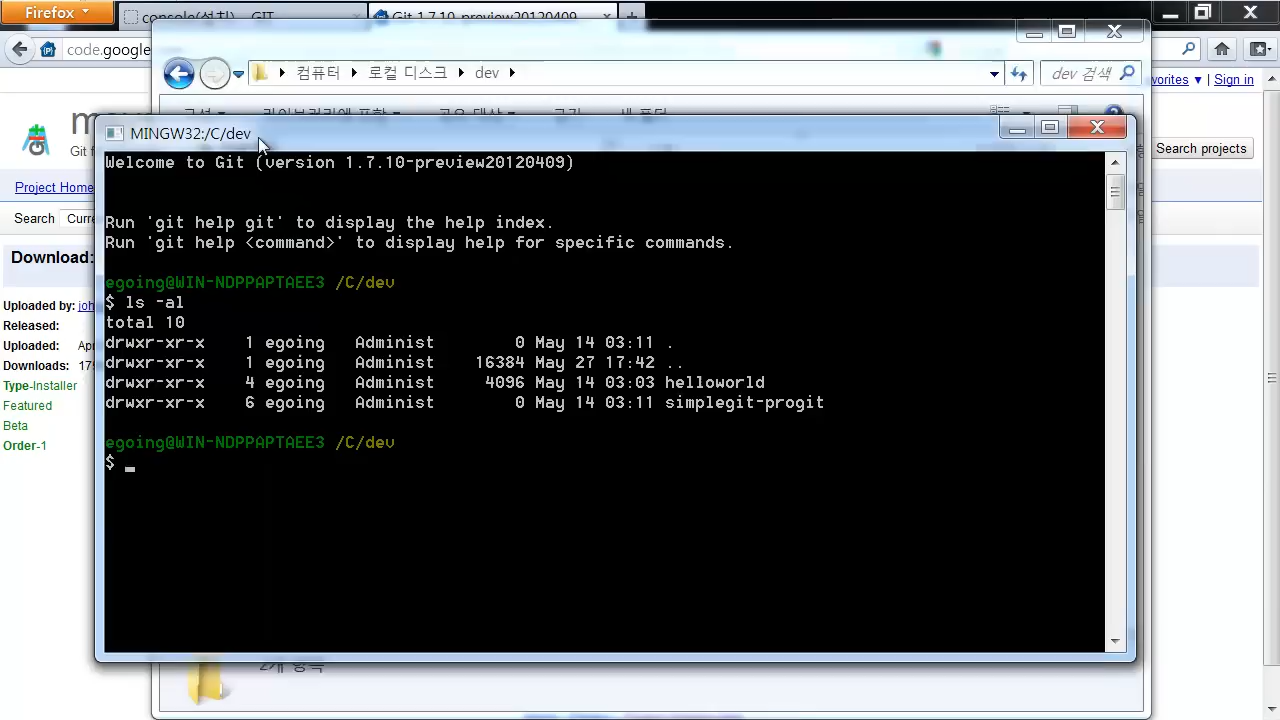 Firefox
console(설치) - GIT
Git 1.7.10-preview20120409
code.google
컴퓨터 로컬 디스크 dev
dev 검색
vorites ▼ | Sign in
MINGW32:/C/dev
Git f
Search projects
Project Home
Search Curre
Download:
Uploaded by: joh
Released:
Uploaded: Apr
Downloads: 179
Type-Installer
Featured
Beta
Order-1
Welcome to Git (version 1.7.10-preview20120409)
Run 'git help git' to display the help index.
Run 'git help <command>' to display help for specific commands.
egoing@WIN-NDPPAPTAEE3 /C/dev
$ ls -al
total 10
drwxr-xr-x 1 egoing Administ 0 May 14 03:11 .
drwxr-xr-x 1 egoing Administ 16384 May 27 17:42 ..
drwxr-xr-x 4 egoing Administ 4096 May 14 03:03 helloworld
drwxr-xr-x 6 egoing Administ 0 May 14 03:11 simplegit-progit
egoing@WIN-NDPPAPTAEE3 /C/dev
$
2개 항목